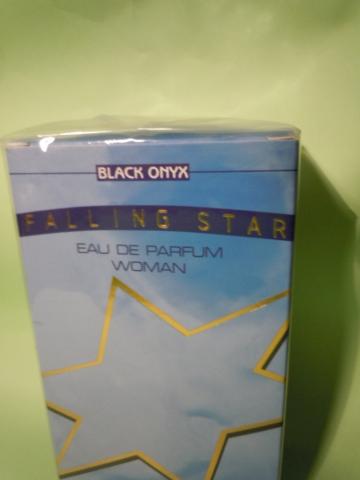 BLACK ONYX
FALLING STAR
EAU DE PARFUM
WOMAN